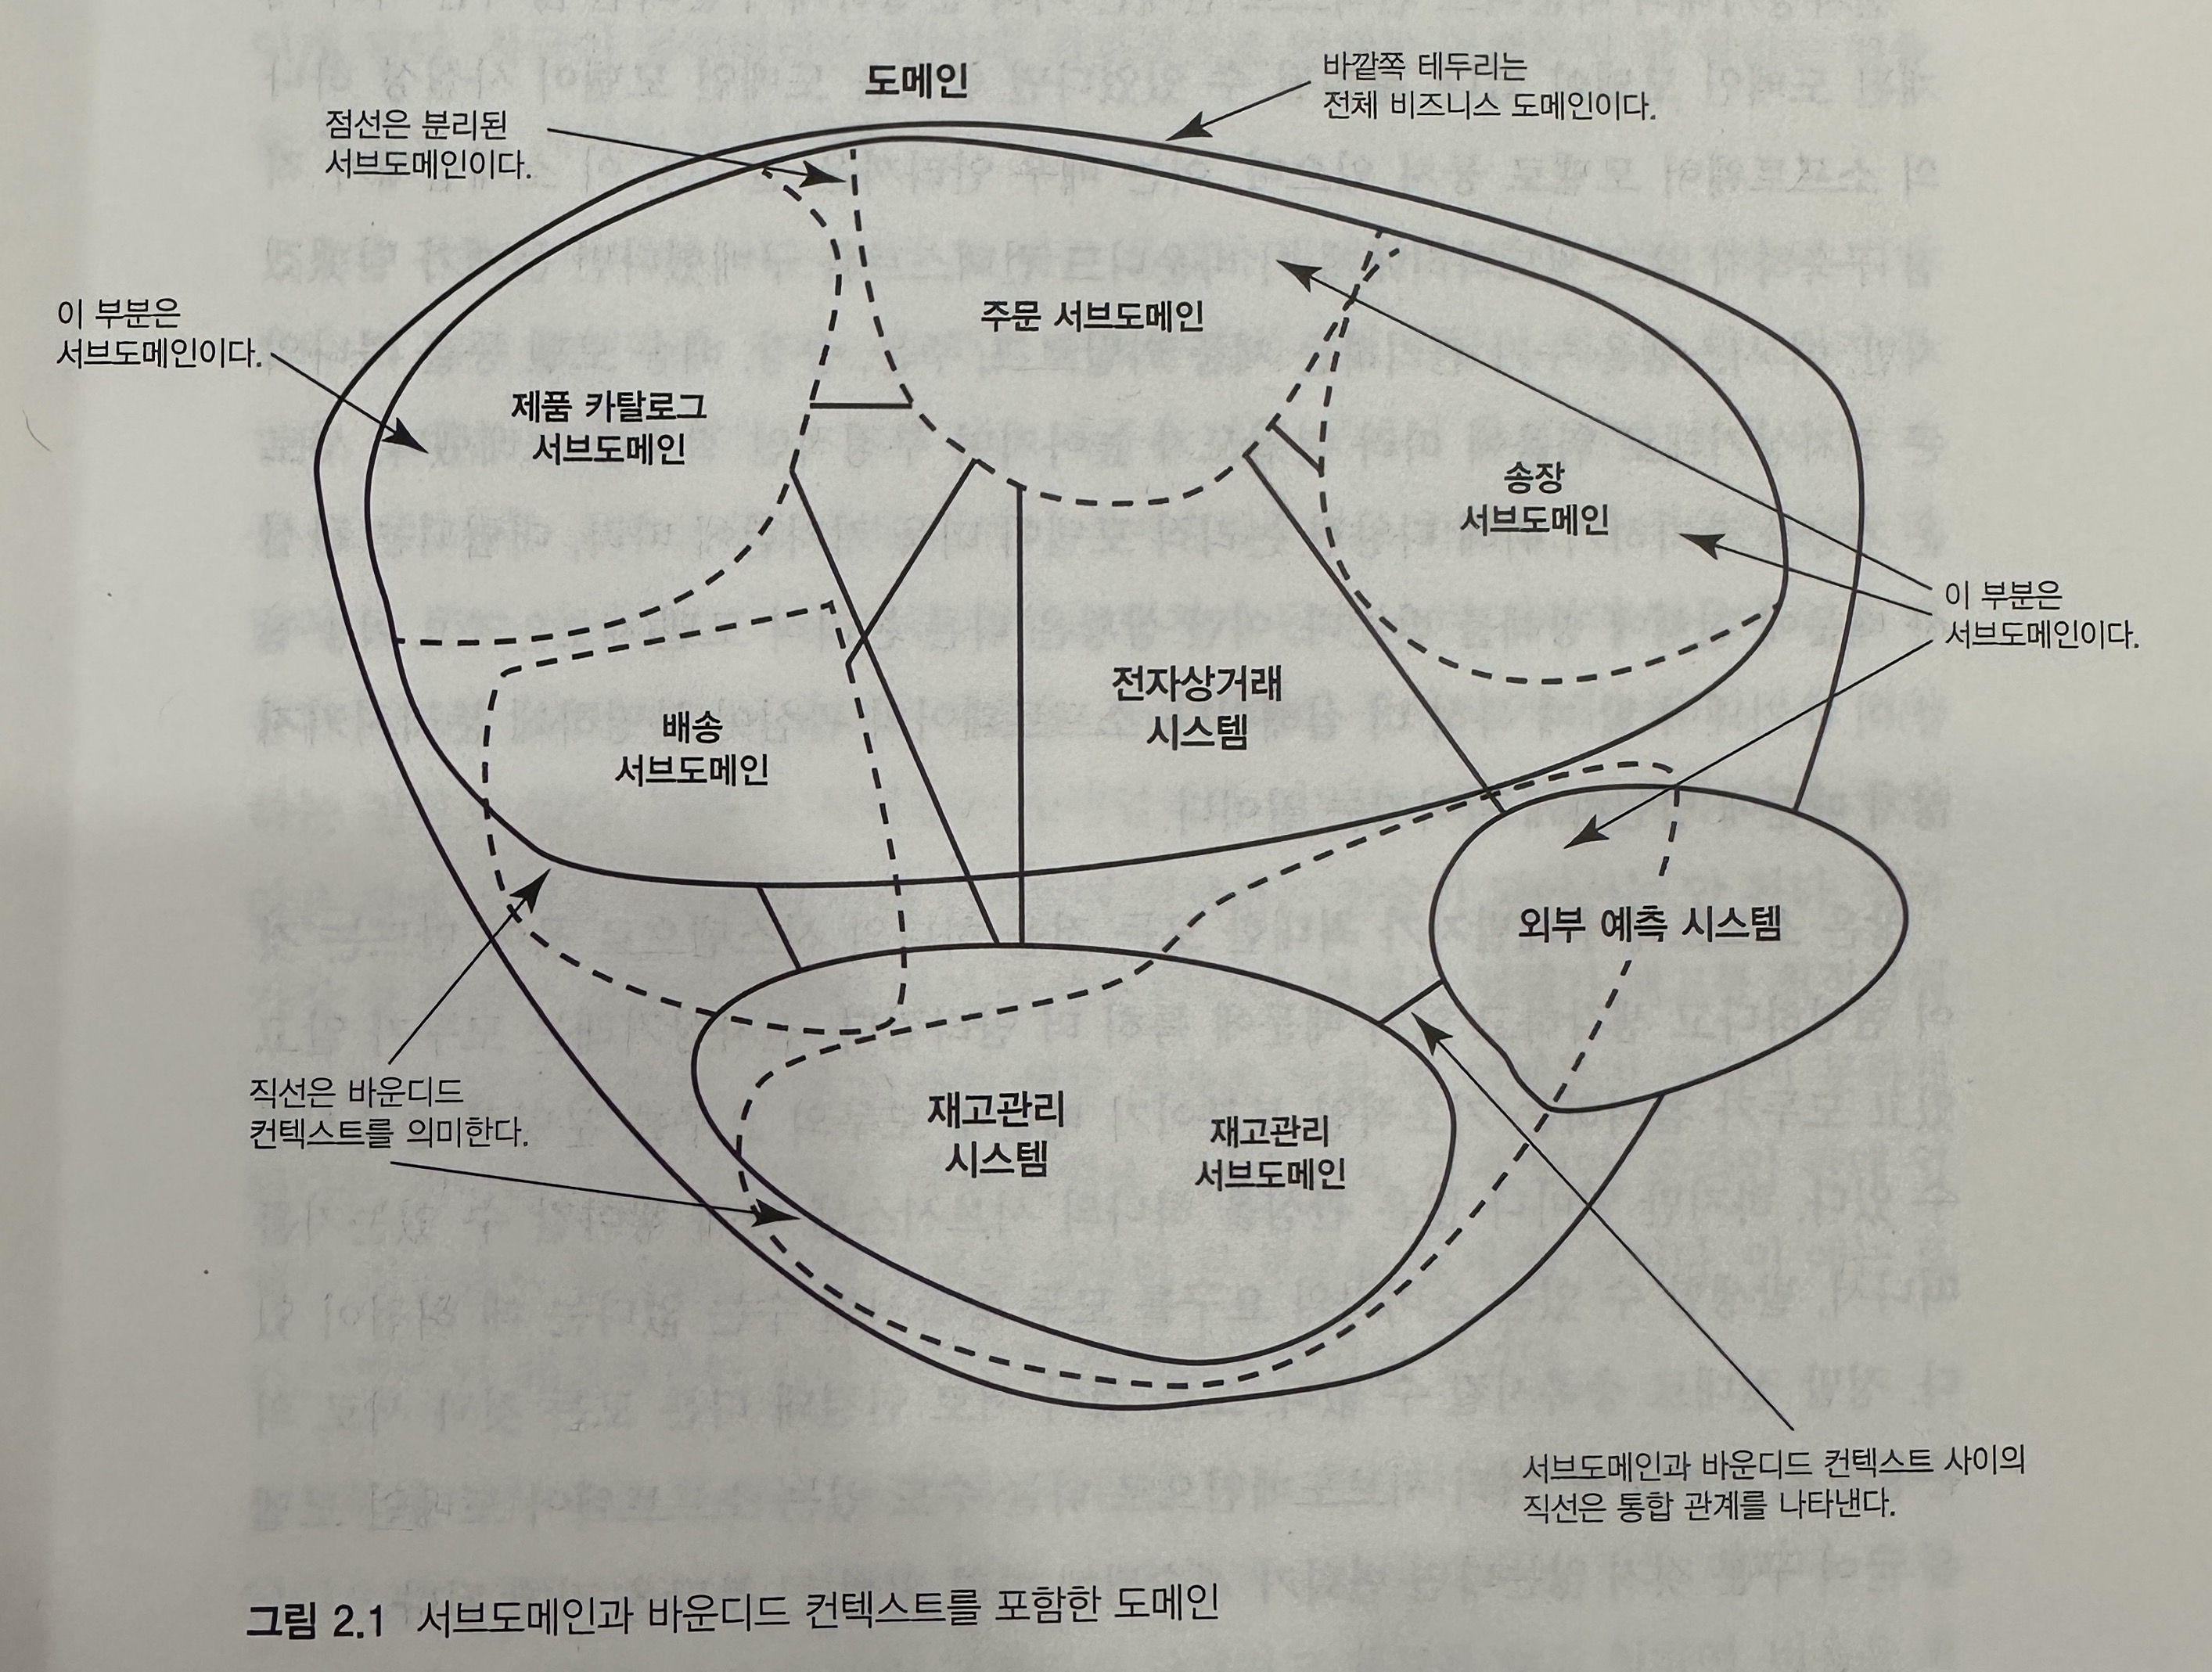 도메인
바깥쪽 테두리는
전체 비즈니스 도메인이다.
점선은 분리된
서브도메인이다.
이 부분은
서브도메인이다.
주문 서브도메인
제품 카탈로그
서브도메인
송장
서브도메인
이 부분은
서브도메인이다.
전자상거래
시스템
배송
서브도메인
외부 예측 시스템
직선은 바운디드
컨텍스트를 의미한다.
재고관리
시스템
재고관리
서브도메인
서브도메인과 바운디드 컨텍스트 사이의
직선은 통합 관계를 나타낸다.
그림 2.1 서브도메인과 바운디드 컨텍스트를 포함한 도메인